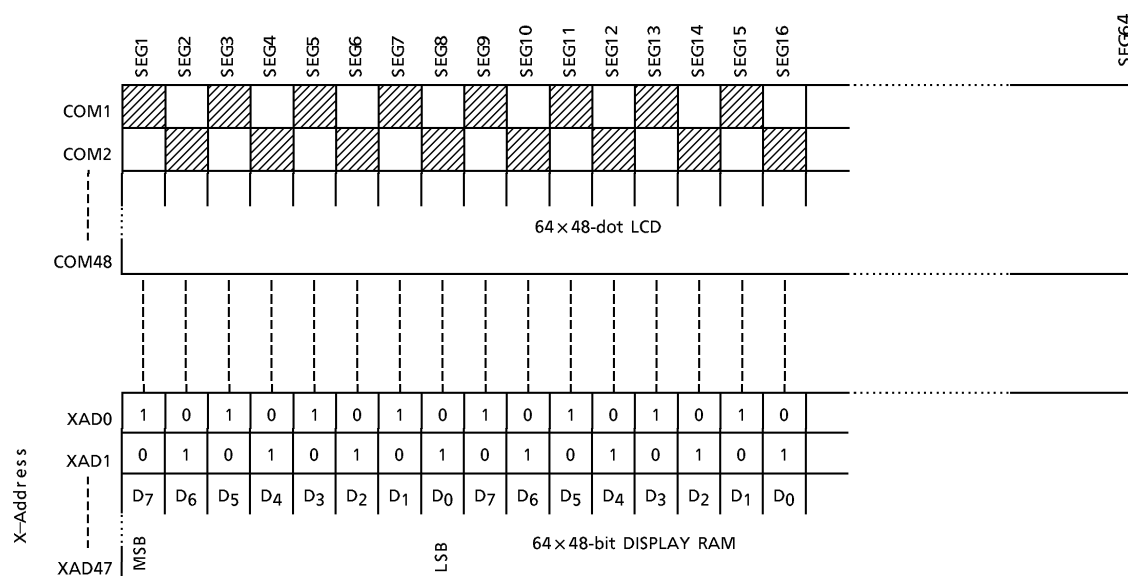 SEG1 SEG2 SEG3 SEG4 SEG5 SEG6 SEG7 SEG8 SEG9 SEG10 SEG11 SEG12 SEG13 SEG14 SEG15 SEG16 SEG64
COM1
COM2
64×48-dot LCD
COM48
XAD0 1 0 1 0 1 0 1 0 1 0 1 0 1 0 1 0
XAD1 0 1 0 1 0 1 0 1 0 1 0 1 0 1 0 1
D7 D6 D5 D4 D3 D2 D1 D0 D7 D6 D5 D4 D3 D2 D1 D0
X-Address
MSB LSB 64×48-bit DISPLAY RAM
XAD47